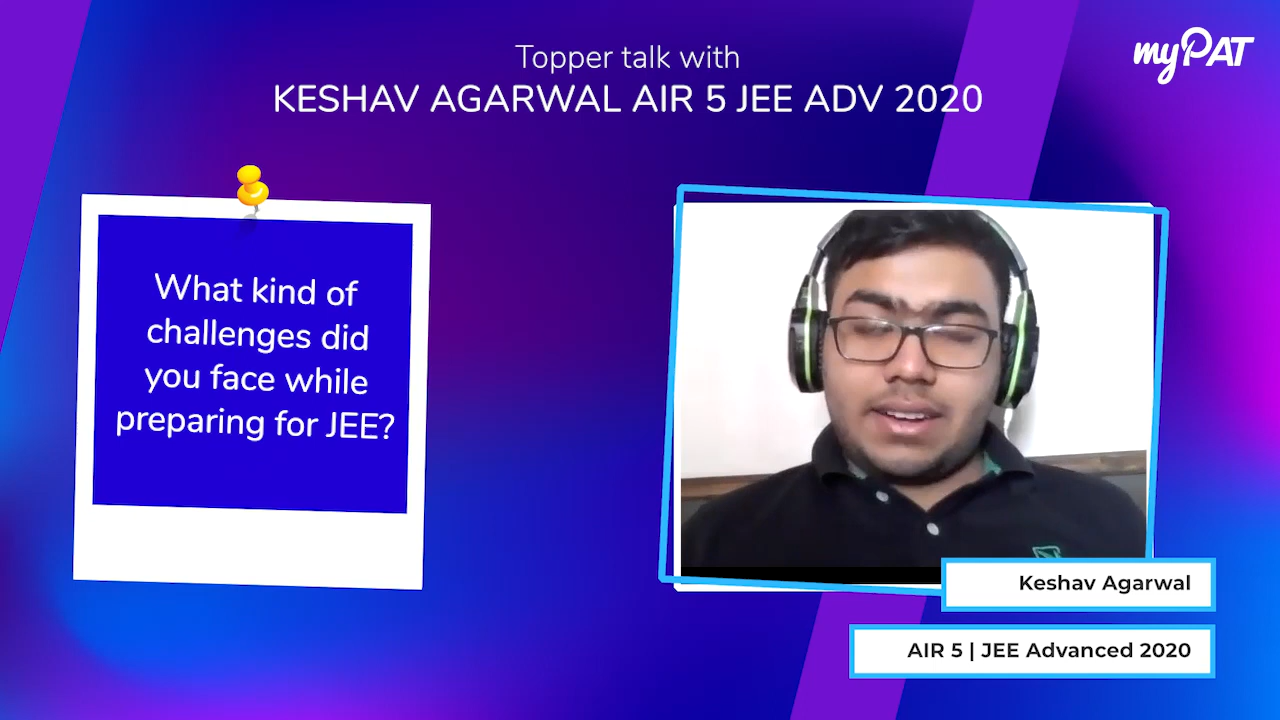 Topper talk with
KESHAV AGARWAL AIR 5 JEE ADV 2020
myPAT
What kind of
challenges did
you face while
preparing for JEE?
Keshav Agarwal
AIR 5 | JEE Advanced 2020